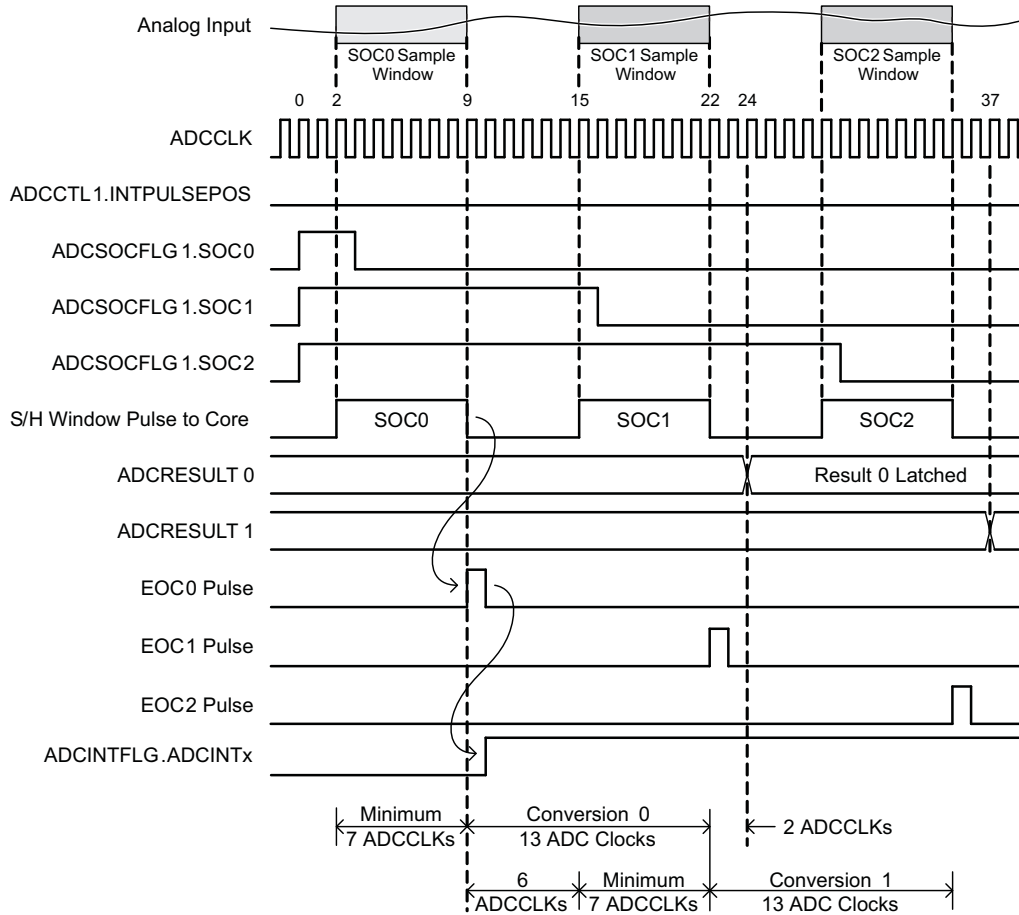 Analog Input
SOC0 Sample
Window
SOC1 Sample
Window
SOC2 Sample
Window
0 2 9 15 22 24 37
ADCCLK
ADCCTL1.INTPULSEPOS
ADCSOCFLG 1.SOC0
ADCSOCFLG 1.SOC1
ADCSOCFLG 1.SOC2
S/H Window Pulse to Core SOC0 SOC1 SOC2
ADCRESULT 0 Result 0 Latched
ADCRESULT 1
EOC0 Pulse
EOC1 Pulse
EOC2 Pulse
ADCINTFLG.ADCINTx
Minimum
7 ADCCLKs
Conversion 0
13 ADC Clocks
2 ADCCLKs
6
ADCCLKs
Minimum
7 ADCCLKs
Conversion 1
13 ADC Clocks